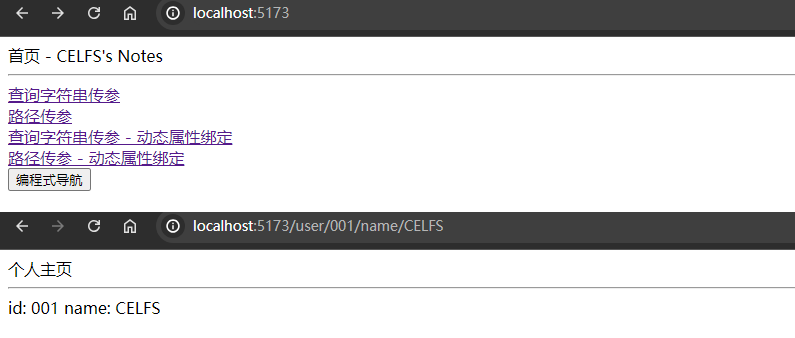 localhost:5173
首页 - CELFS's Notes
查询字符串传参
路径传参
查询字符串传参 - 动态属性绑定
路径传参 - 动态属性绑定
编程式导航
localhost:5173/user/001/name/CELFS
个人主页
id: 001 name: CELFS